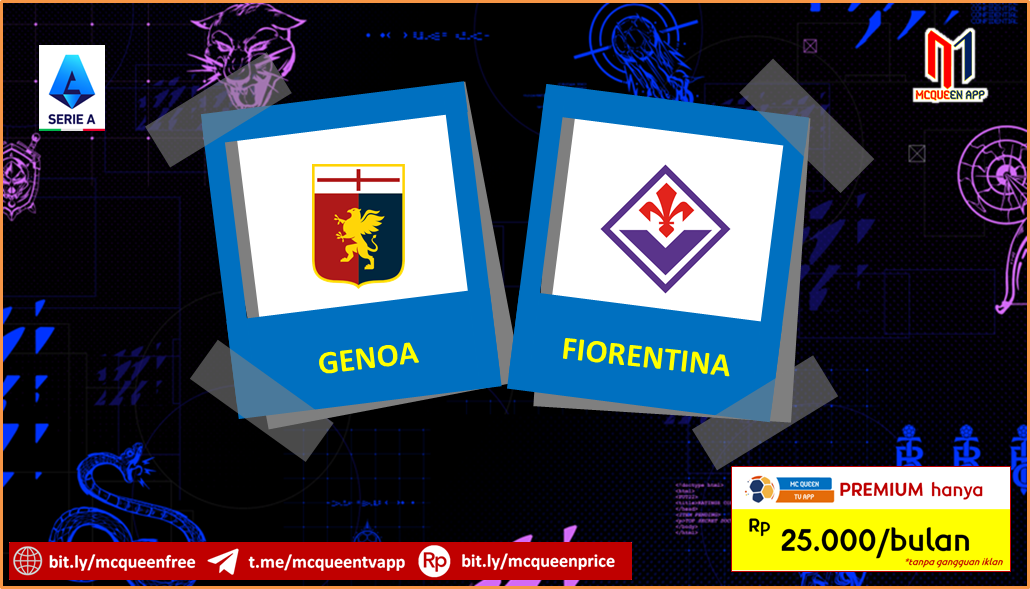 SERIE A
MCQUEEN APP
GENOA
FIORENTINA
MC QUEEN
TV APP
PREMIUM hanya
Rp 25.000/bulan
*tanpa gangguan iklan
bit.ly/mcqueenfree
t.me/mcqueentvapp
Rp
bit.ly/mcqueenprice